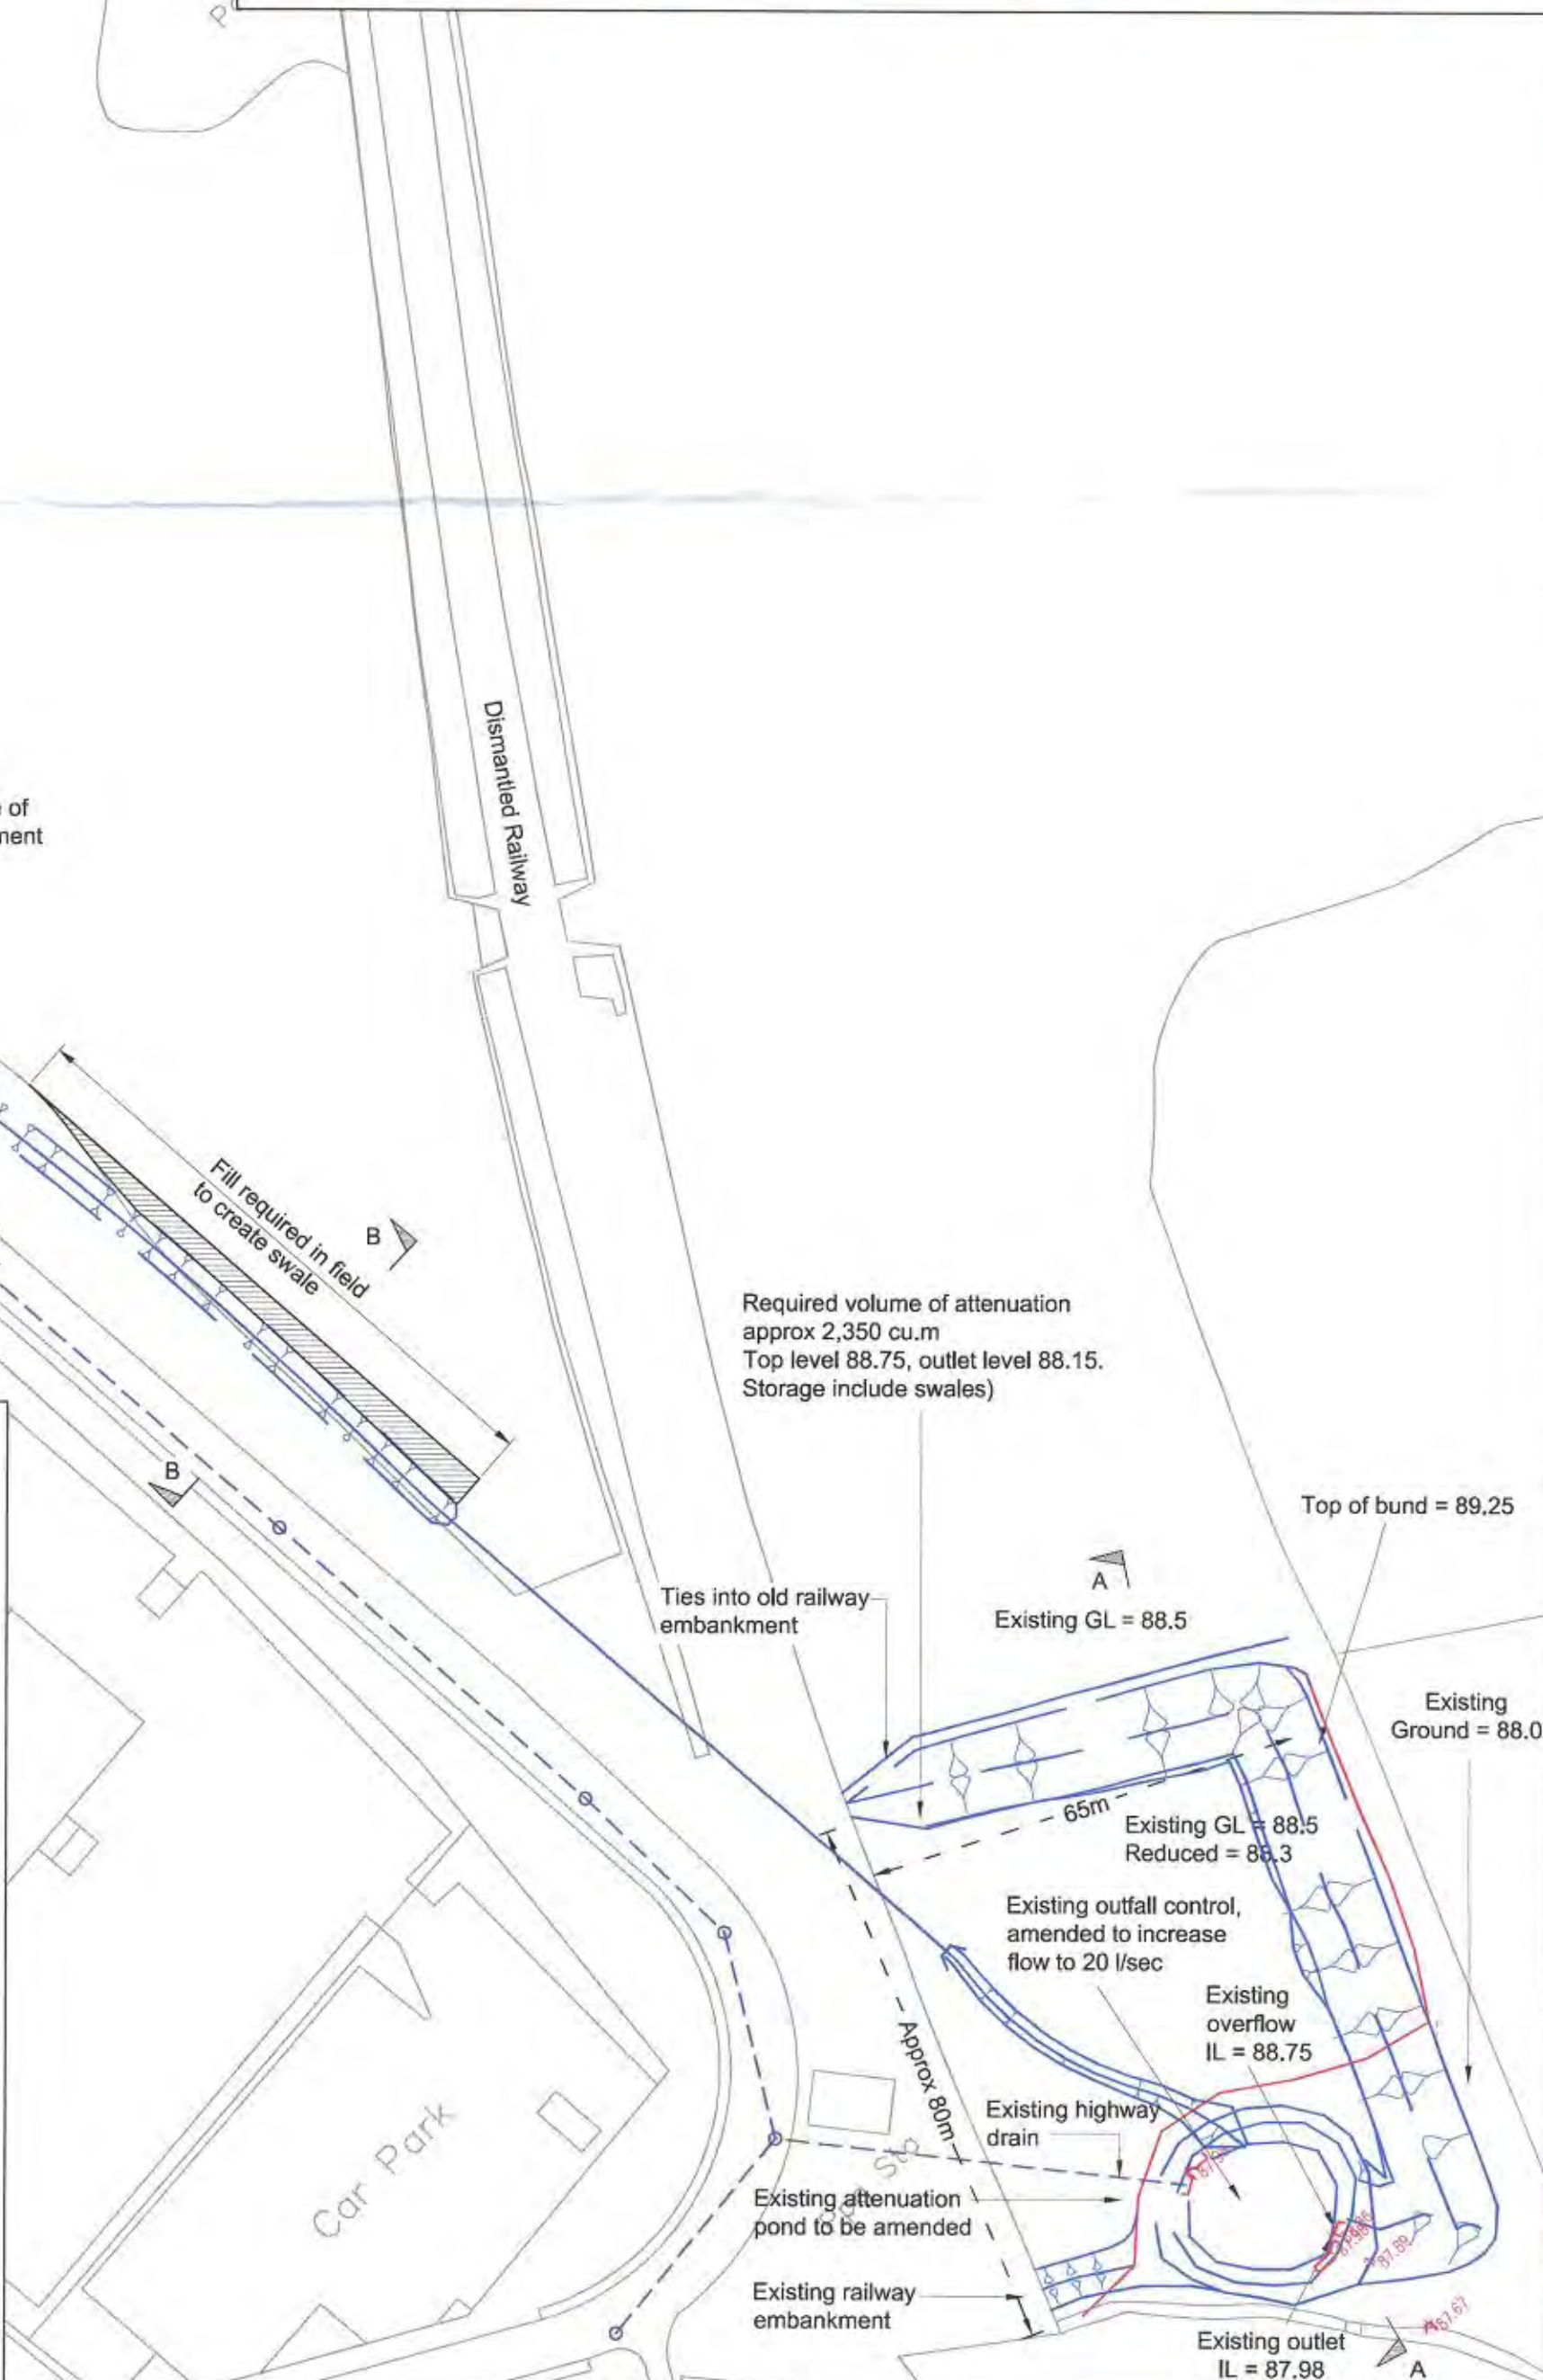 Dismantled Railway
of
ment
Fill required in field
to create swale
B
B
Required volume of attenuation
approx 2,350 cu.m
Top level 88.75, outlet level 88.15.
Storage include swales)
Top of bund = 89.25
A
Ties into old railway
embankment
Existing GL = 88.5
Existing
Ground = 88.0
65m
Existing GL = 88.5
Reduced = 88.3
Existing outfall control,
amended to increase
flow to 20 l/sec
Existing
overflow
IL = 88.75
Approx 80m
Existing highway
drain
Car Park
Existing attenuation
pond to be amended
87.89
Existing railway
embankment
87.67
Existing outlet
IL = 87.98
A